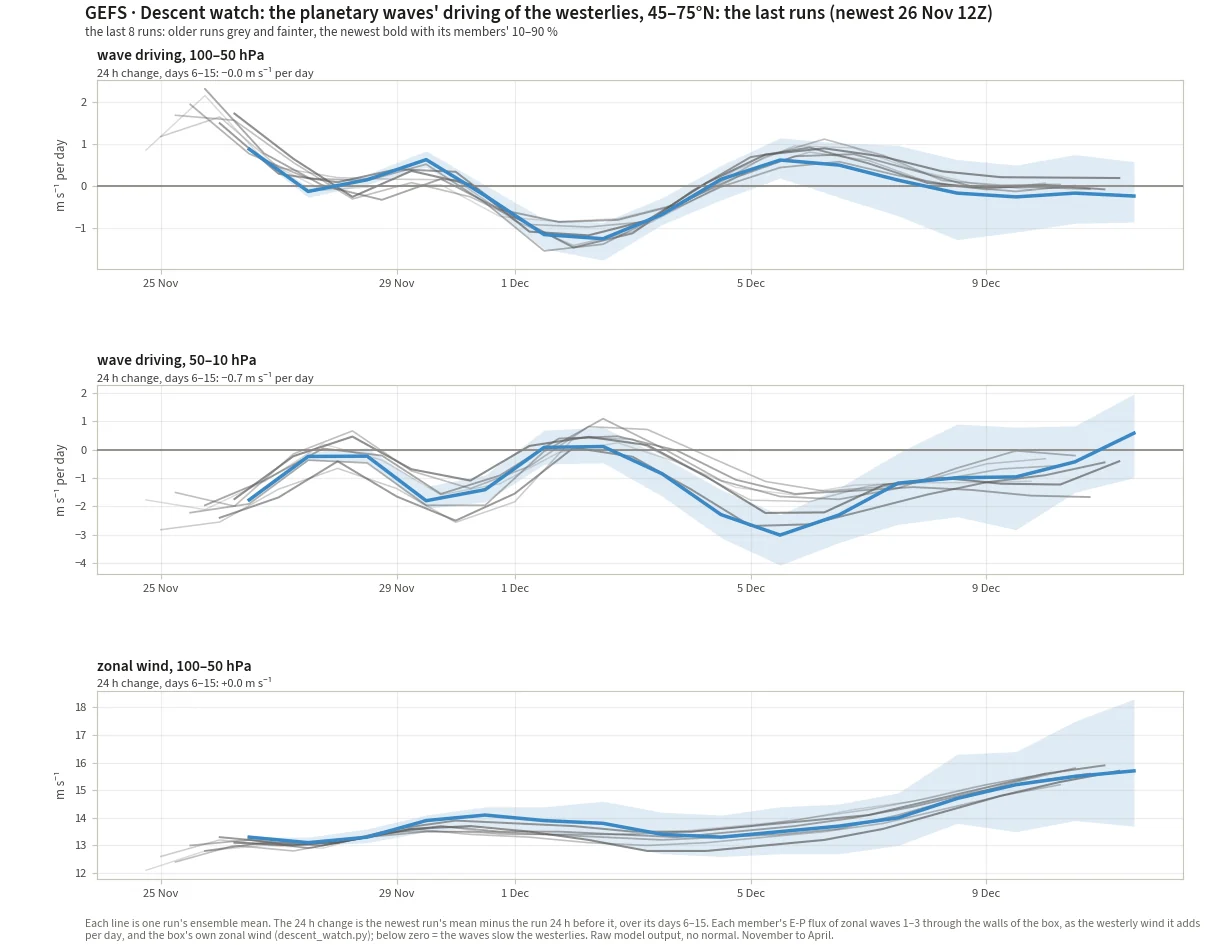 GEFS · Descent watch: the planetary waves' driving of the westerlies, 45–75°N: the last runs (newest 26 Nov 12Z)
the last 8 runs: older runs grey and fainter, the newest bold with its members' 10–90 %
wave driving, 100–50 hPa
24 h change, days 6–15: −0.0 m s⁻¹ per day
m s⁻¹ per day
2
1
0
−1
25 Nov
29 Nov
1 Dec
5 Dec
9 Dec
wave driving, 50–10 hPa
24 h change, days 6–15: −0.7 m s⁻¹ per day
m s⁻¹ per day
2
1
0
−1
−2
−3
−4
25 Nov
29 Nov
1 Dec
5 Dec
9 Dec
zonal wind, 100–50 hPa
24 h change, days 6–15: +0.0 m s⁻¹
m s⁻¹
18
17
16
15
14
13
12
25 Nov
29 Nov
1 Dec
5 Dec
9 Dec
Each line is one run's ensemble mean. The 24 h change is the newest run's mean minus the run 24 h before it, over its days 6–15. Each member's E-P flux of zonal waves 1–3 through the walls of the box, as the westerly wind it adds
per day, and the box's own zonal wind (descent_watch.py); below zero = the waves slow the westerlies. Raw model output, no normal. November to April.